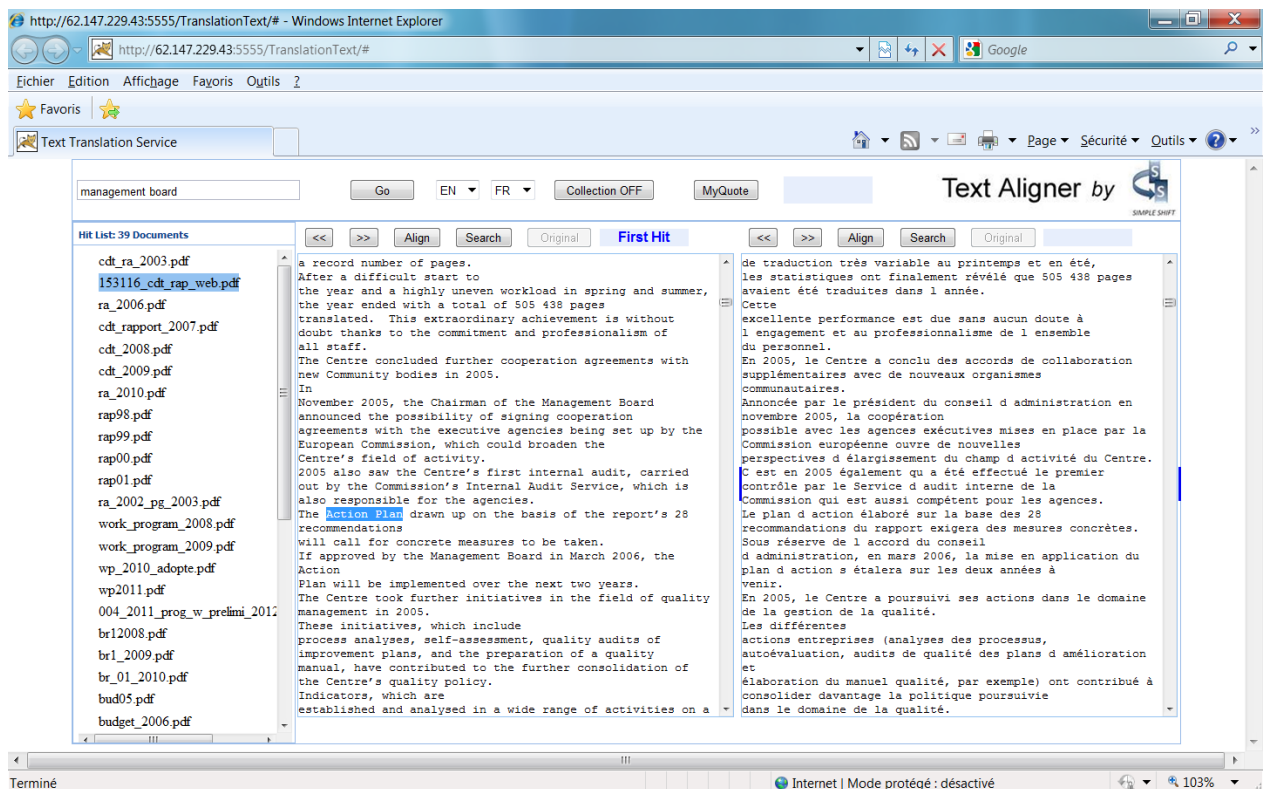 http://62.147.229.43:5555/TranslationText/# - Windows Internet Explorer
http://62.147.229.43:5555/TranslationText/#
Google
Fichier Edition Affichage Favoris Outils ?
Favoris
Text Translation Service
Page Sécurité Outils
management board
Go
EN
FR
Collection OFF
MyQuote
Text Aligner by
SIMPLE SHIFT
Hit List: 39 Documents
cdt_ra_2003.pdf
153116_cdt_rap_web.pdf
ra_2006.pdf
cdt_rapport_2007.pdf
cdt_2008.pdf
cdt_2009.pdf
ra_2010.pdf
rap98.pdf
rap99.pdf
rap00.pdf
rap01.pdf
ra_2002_pg_2003.pdf
work_program_2008.pdf
work_program_2009.pdf
wp_2010_adopte.pdf
wp2011.pdf
004_2011_prog_w_prelimi_2012
br12008.pdf
br1_2009.pdf
br_01_2010.pdf
bud05.pdf
budget_2006.pdf
<< >> Align Search Original First Hit
a record number of pages.
After a difficult start to
the year and a highly uneven workload in spring and summer,
the year ended with a total of 505 438 pages
translated. This extraordinary achievement is without
doubt thanks to the commitment and professionalism of
all staff.
The Centre concluded further cooperation agreements with
new Community bodies in 2005.
In
November 2005, the Chairman of the Management Board
announced the possibility of signing cooperation
agreements with the executive agencies being set up by the
European Commission, which could broaden the
Centre's field of activity.
2005 also saw the Centre's first internal audit, carried
out by the Commission's Internal Audit Service, which is
also responsible for the agencies.
The Action Plan drawn up on the basis of the report's 28
recommendations
will call for concrete measures to be taken.
If approved by the Management Board in March 2006, the
Action
Plan will be implemented over the next two years.
The Centre took further initiatives in the field of quality
management in 2005.
These initiatives, which include
process analyses, self-assessment, quality audits of
improvement plans, and the preparation of a quality
manual, have contributed to the further consolidation of
the Centre's quality policy.
Indicators, which are
established and analysed in a wide range of activities on a
<< >> Align Search Original
de traduction très variable au printemps et en été,
les statistiques ont finalement révélé que 505 438 pages
avaient été traduites dans l année.
Cette
excellente performance est due sans aucun doute à
l engagement et au professionnalisme de l ensemble
du personnel.
En 2005, le Centre a conclu des accords de collaboration
supplémentaires avec de nouveaux organismes
communautaires.
Annoncée par le président du conseil d administration en
novembre 2005, la coopération
possible avec les agences exécutives mises en place par la
Commission européenne ouvre de nouvelles
perspectives d élargissement du champ d activité du Centre.
C est en 2005 également qu a été effectué le premier
contrôle par le Service d audit interne de la
Commission qui est aussi compétent pour les agences.
Le plan d action élaboré sur la base des 28
recommandations du rapport exigera des mesures concrètes.
Sous réserve de l accord du conseil
d administration, en mars 2006, la mise en application du
plan d action s étalera sur les deux années à
venir.
En 2005, le Centre a poursuivi ses actions dans le domaine
de la gestion de la qualité.
Les différentes
actions entreprises (analyses des processus,
autoévaluation, audits de qualité des plans d amélioration
et
élaboration du manuel qualité, par exemple) ont contribué à
consolider davantage la politique poursuivie
dans le domaine de la qualité.
Terminé
Internet | Mode protégé : désactivé
103%